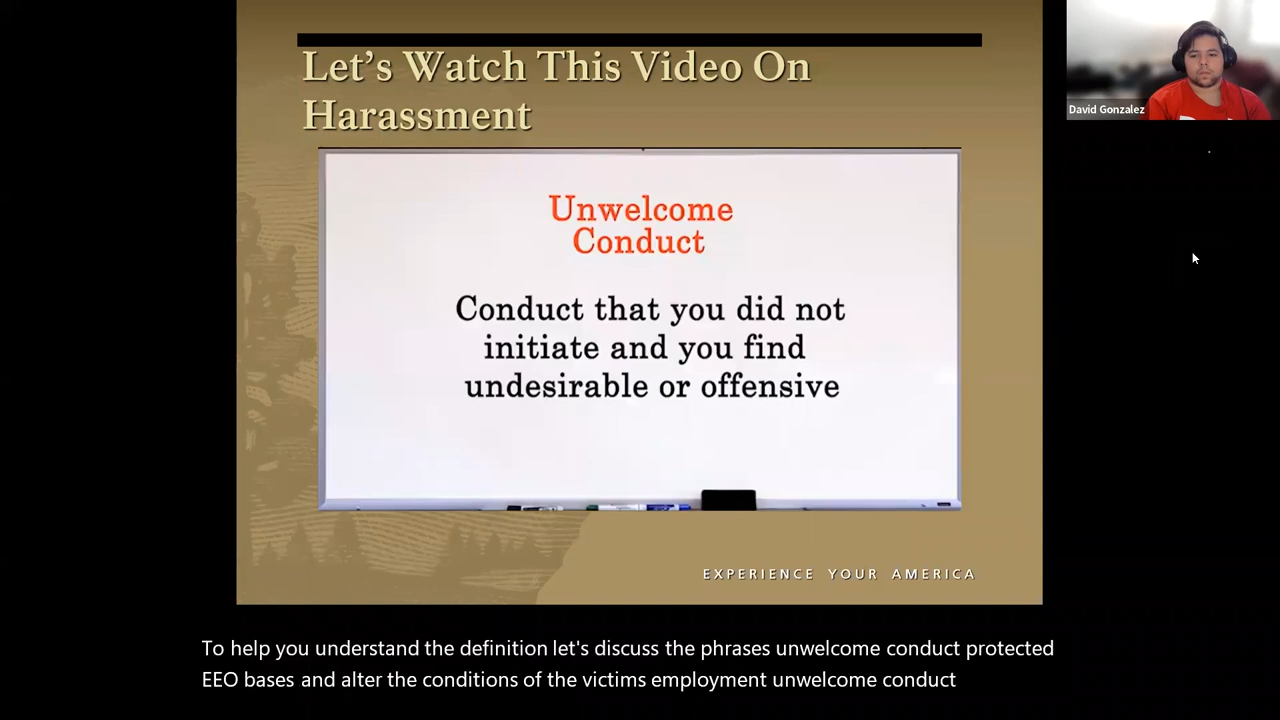 Let's Watch This Video On
Harassment
David Gonzalez
Unwelcome
Conduct
Conduct that you did not
initiate and you find
undesirable or offensive
EXPERIENCE YOUR AMERICA
To help you understand the definition let's discuss the phrases unwelcome conduct protected
EEO bases and alter the conditions of the victims employment unwelcome conduct